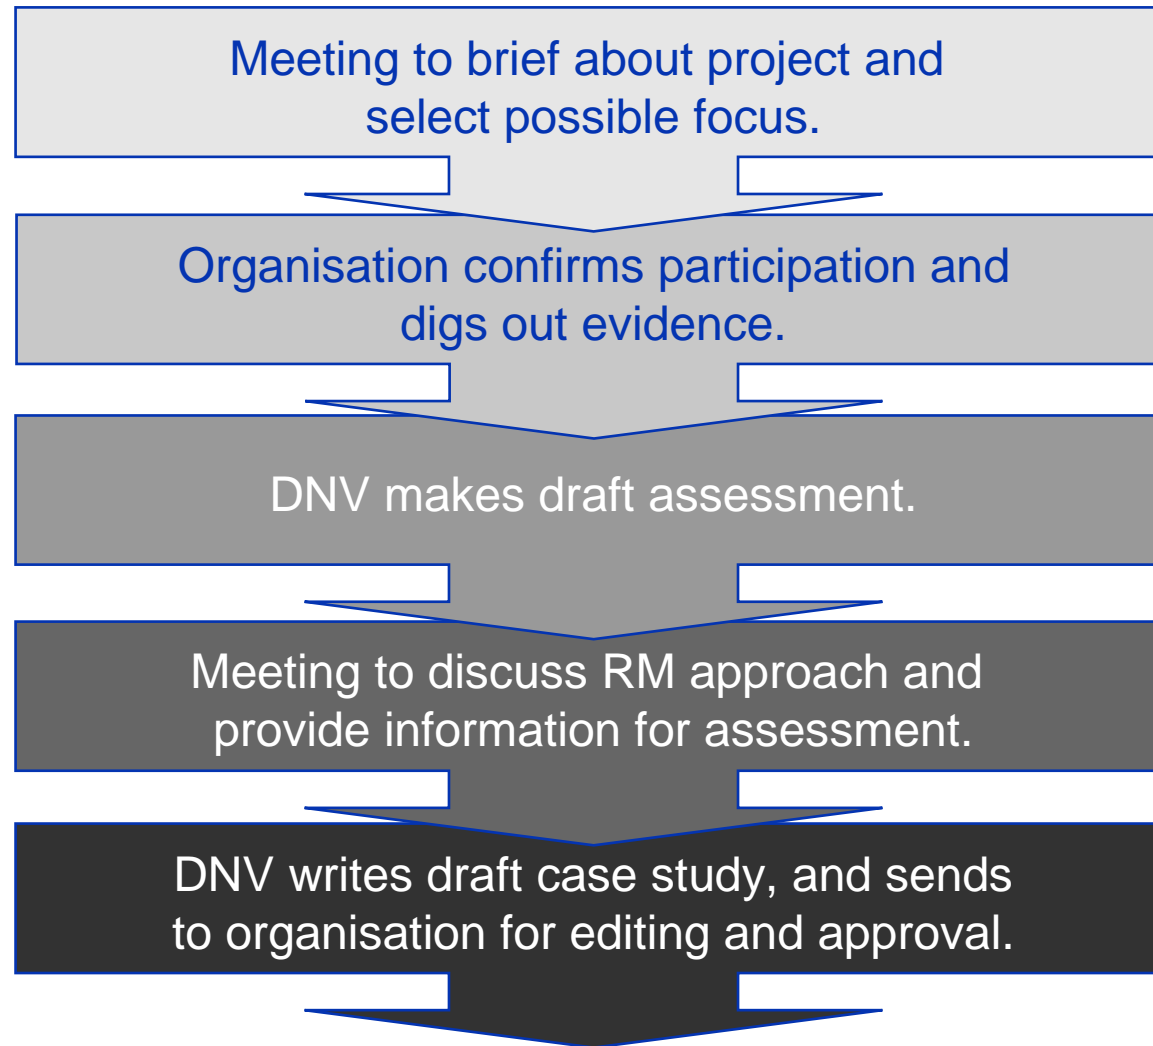 Meeting to brief about project and
select possible focus.
Organisation confirms participation and
digs out evidence.
DNV makes draft assessment.
Meeting to discuss RM approach and
provide information for assessment.
DNV writes draft case study, and sends
to organisation for editing and approval.